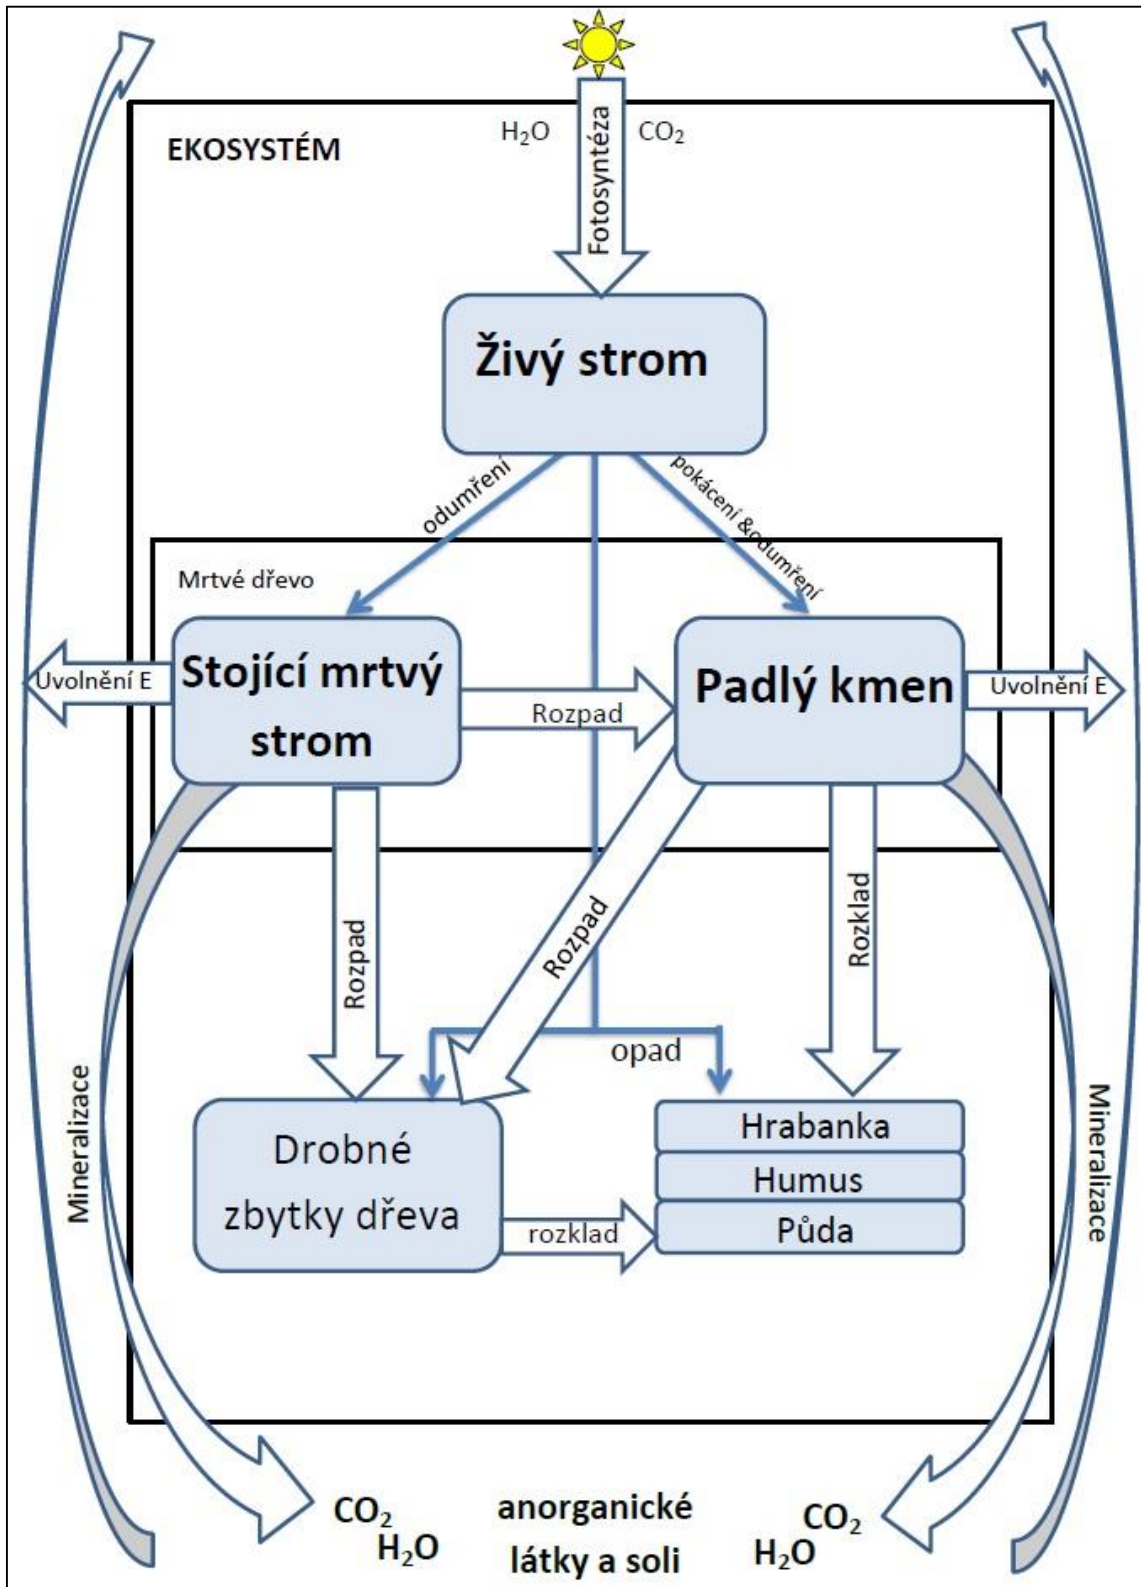 H₂O
CO₂
EKOSYSTÉM
Fotosyntéza
Živý strom
odumření
pokácení &odumření
Mrtvé dřevo
Stojící mrtvý
strom
Padlý kmen
Uvolnění E
Uvolnění E
Rozpad
Rozpad
Rozpad
Rozklad
opad
Mineralizace
Mineralizace
Drobné
zbytky dřeva
rozklad
Hrabanka
Humus
Půda
CO₂
H₂O
anorganické
látky a soli
CO₂
H₂O